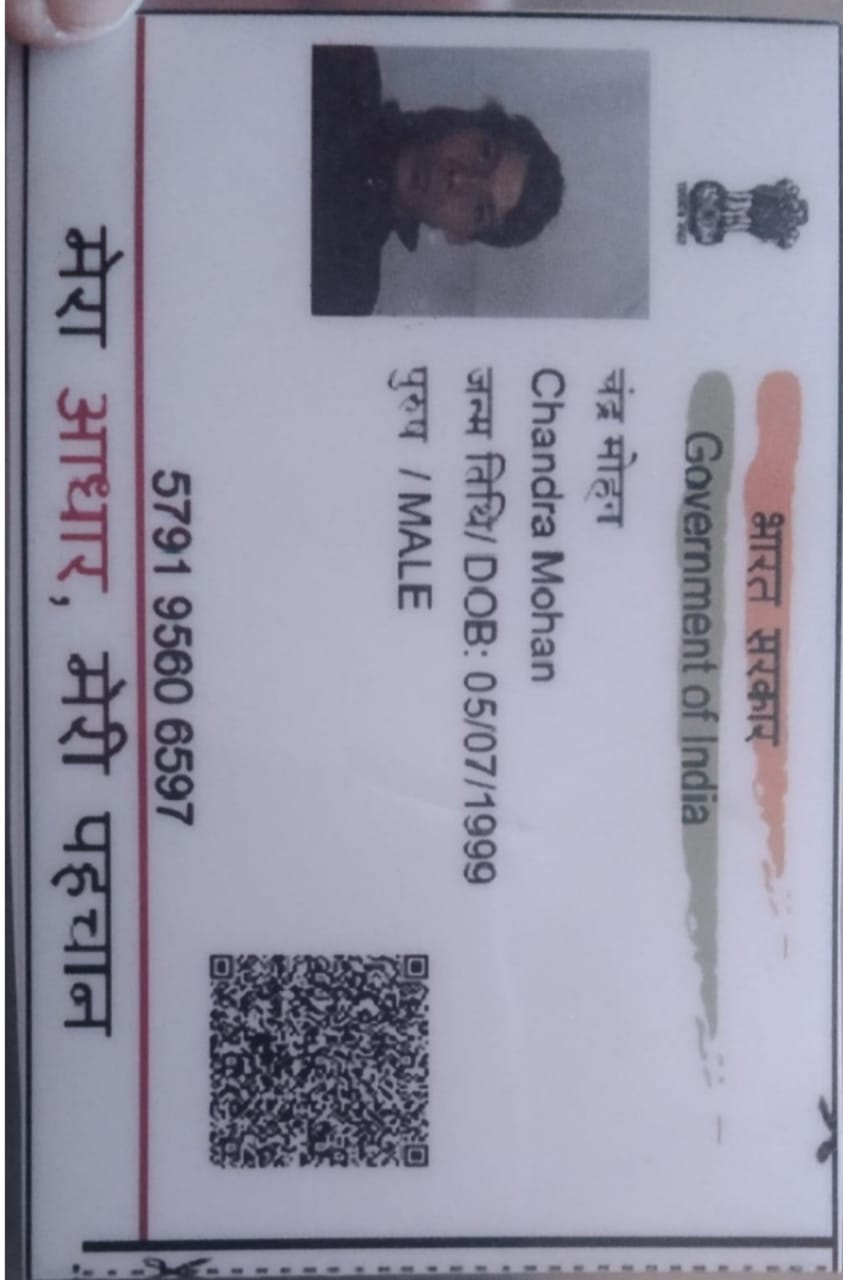 भारत सरकार
Government of India
चंद्र मोहन
Chandra Mohan
जन्म तिथि/ DOB: 05/07/1999
पुरुष / MALE
5791 9560 6597
मेरा आधार, मेरी पहचान